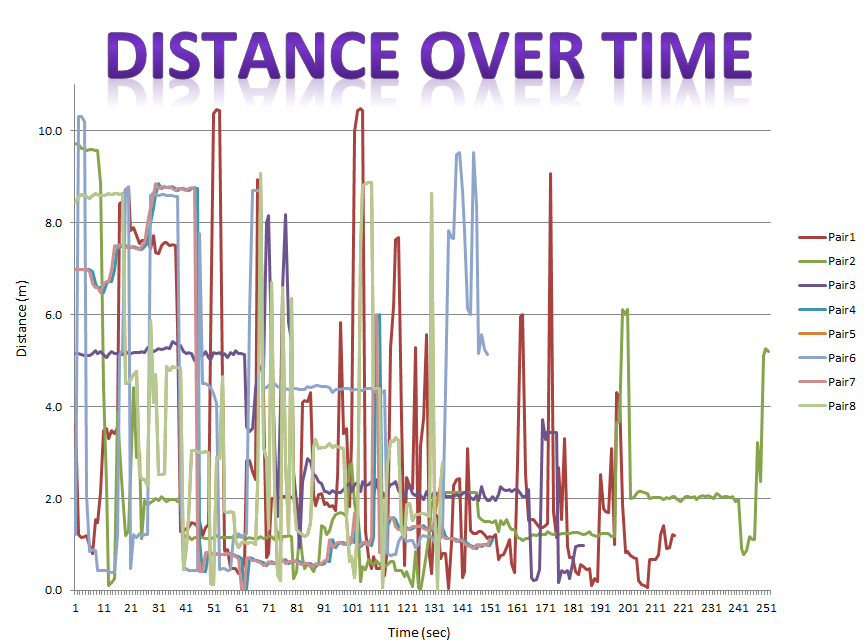 DISTANCE OVER TIME
10.0
8.0
6.0
4.0
2.0
0.0
Distance (m)
1 11 21 31 41 51 61 71 81 91 101 111 121 131 141 151 161 171 181 191 201 211 221 231 241 251
Time (sec)
Pair1
Pair2
Pair3
Pair4
Pair5
Pair6
Pair7
Pair8